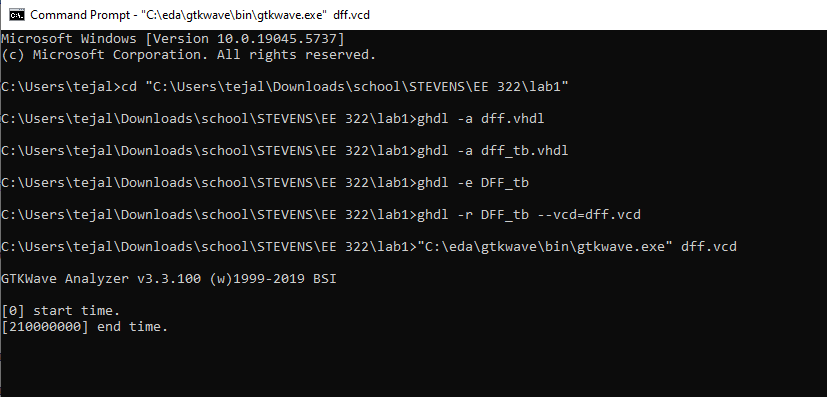 Command Prompt - "C:\eda\gtkwave\bin\gtkwave.exe"  dff.vcd
Microsoft Windows [Version 10.0.19045.5737]
(c) Microsoft Corporation. All rights reserved.
C:\Users\tejal>cd "C:\Users\tejal\Downloads\school\STEVENS\EE 322\lab1"
C:\Users\tejal\Downloads\school\STEVENS\EE 322\lab1>ghdl -a dff.vhdl
C:\Users\tejal\Downloads\school\STEVENS\EE 322\lab1>ghdl -a dff_tb.vhdl
C:\Users\tejal\Downloads\school\STEVENS\EE 322\lab1>ghdl -e DFF_tb
C:\Users\tejal\Downloads\school\STEVENS\EE 322\lab1>ghdl -r DFF_tb --vcd=dff.vcd
C:\Users\tejal\Downloads\school\STEVENS\EE 322\lab1>"C:\eda\gtkwave\bin\gtkwave.exe" dff.vcd
GTKWave Analyzer v3.3.100 (w)1999-2019 BSI
[0] start time.
[210000000] end time.